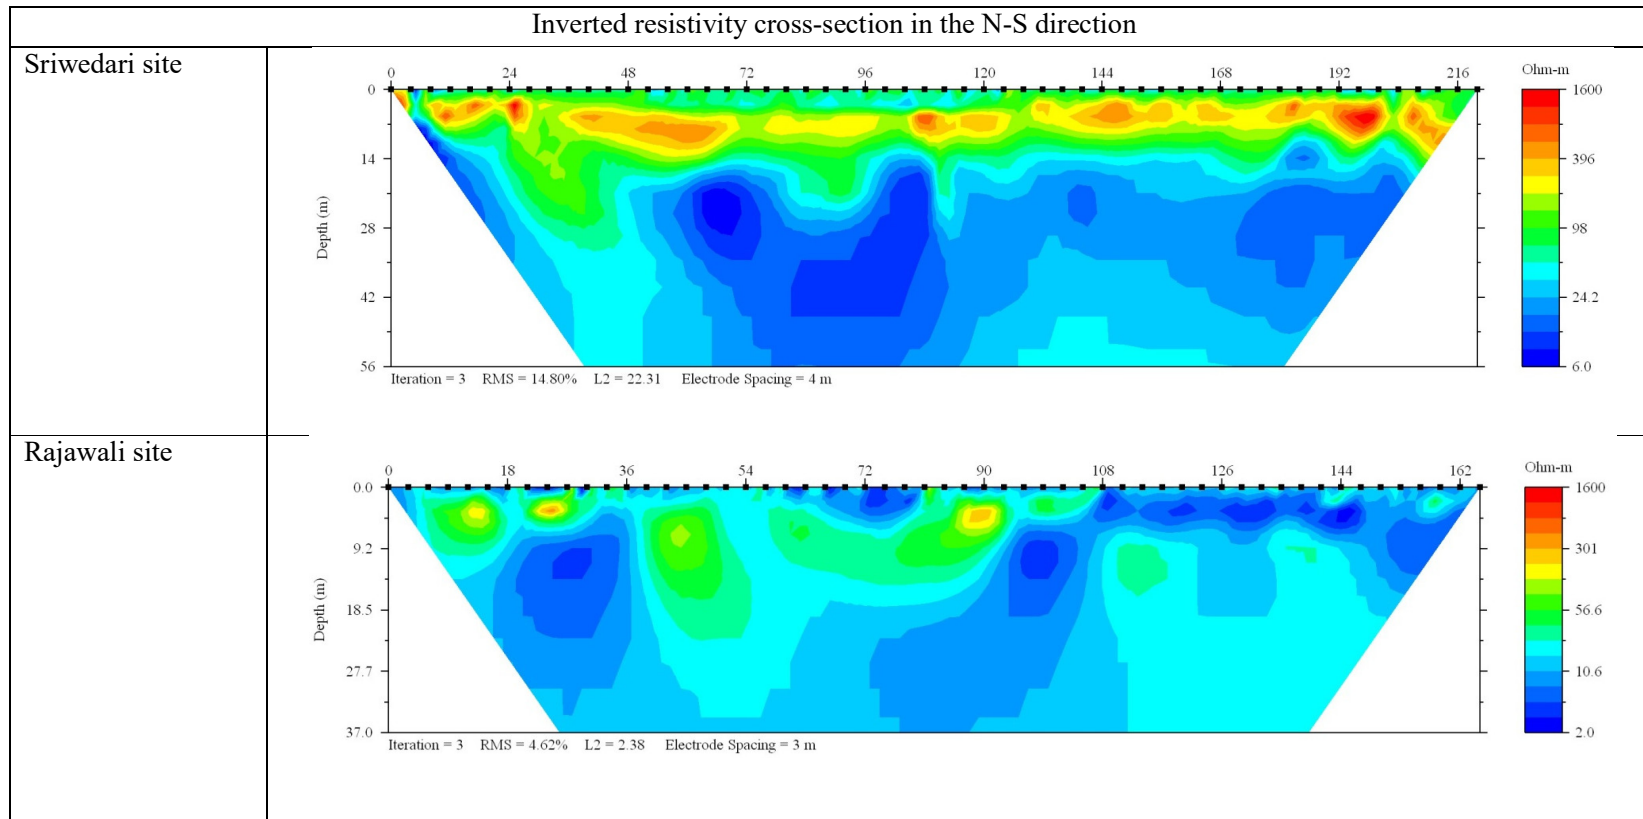 Inverted resistivity cross-section in the N-S direction
Sriwedari site
0 24 48 72 96 120 144 168 192 216
Ohm-m
0
14
28
42
56
Depth (m)
1600
396
98
24.2
6.0
Iteration = 3 RMS = 14.80% L2 = 22.31 Electrode Spacing = 4 m
Rajawali site
0 18 36 54 72 90 108 126 144 162
Ohm-m
0.0
9.2
18.5
27.7
37.0
Depth (m)
1600
301
56.6
10.6
2.0
Iteration = 3 RMS = 4.62% L2 = 2.38 Electrode Spacing = 3 m